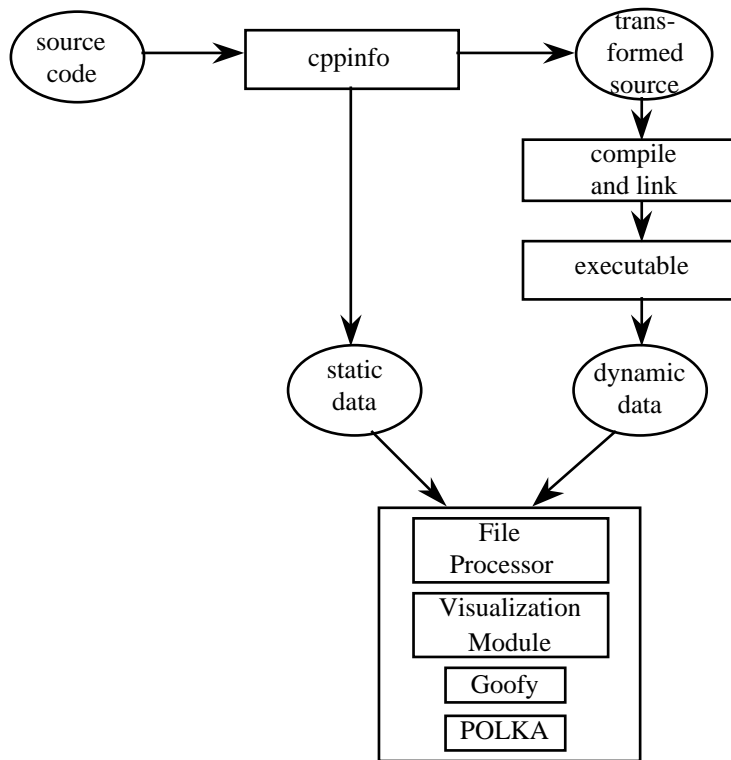 source
code
cppinfo
trans-
formed
source
compile
and link
executable
static
data
dynamic
data
File
Processor
Visualization
Module
Goofy
POLKA